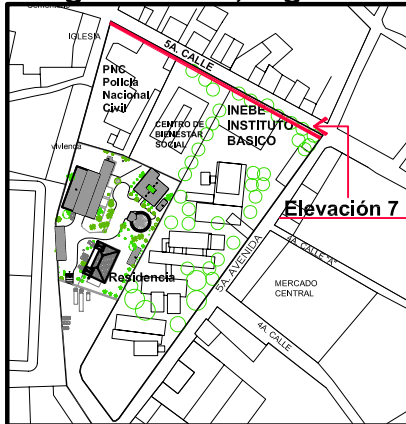 IGLESIA
5A. CALLE
PNC
Policía
Nacional
Civil
CENTRO DE
BIENESTAR
SOCIAL
INEBE
INSTITUTO
BASICO
vivienda
Elevación 7
Residencia
5A. AVENIDA
4A. CALLE "A"
MERCADO
CENTRAL
4A. CALLE